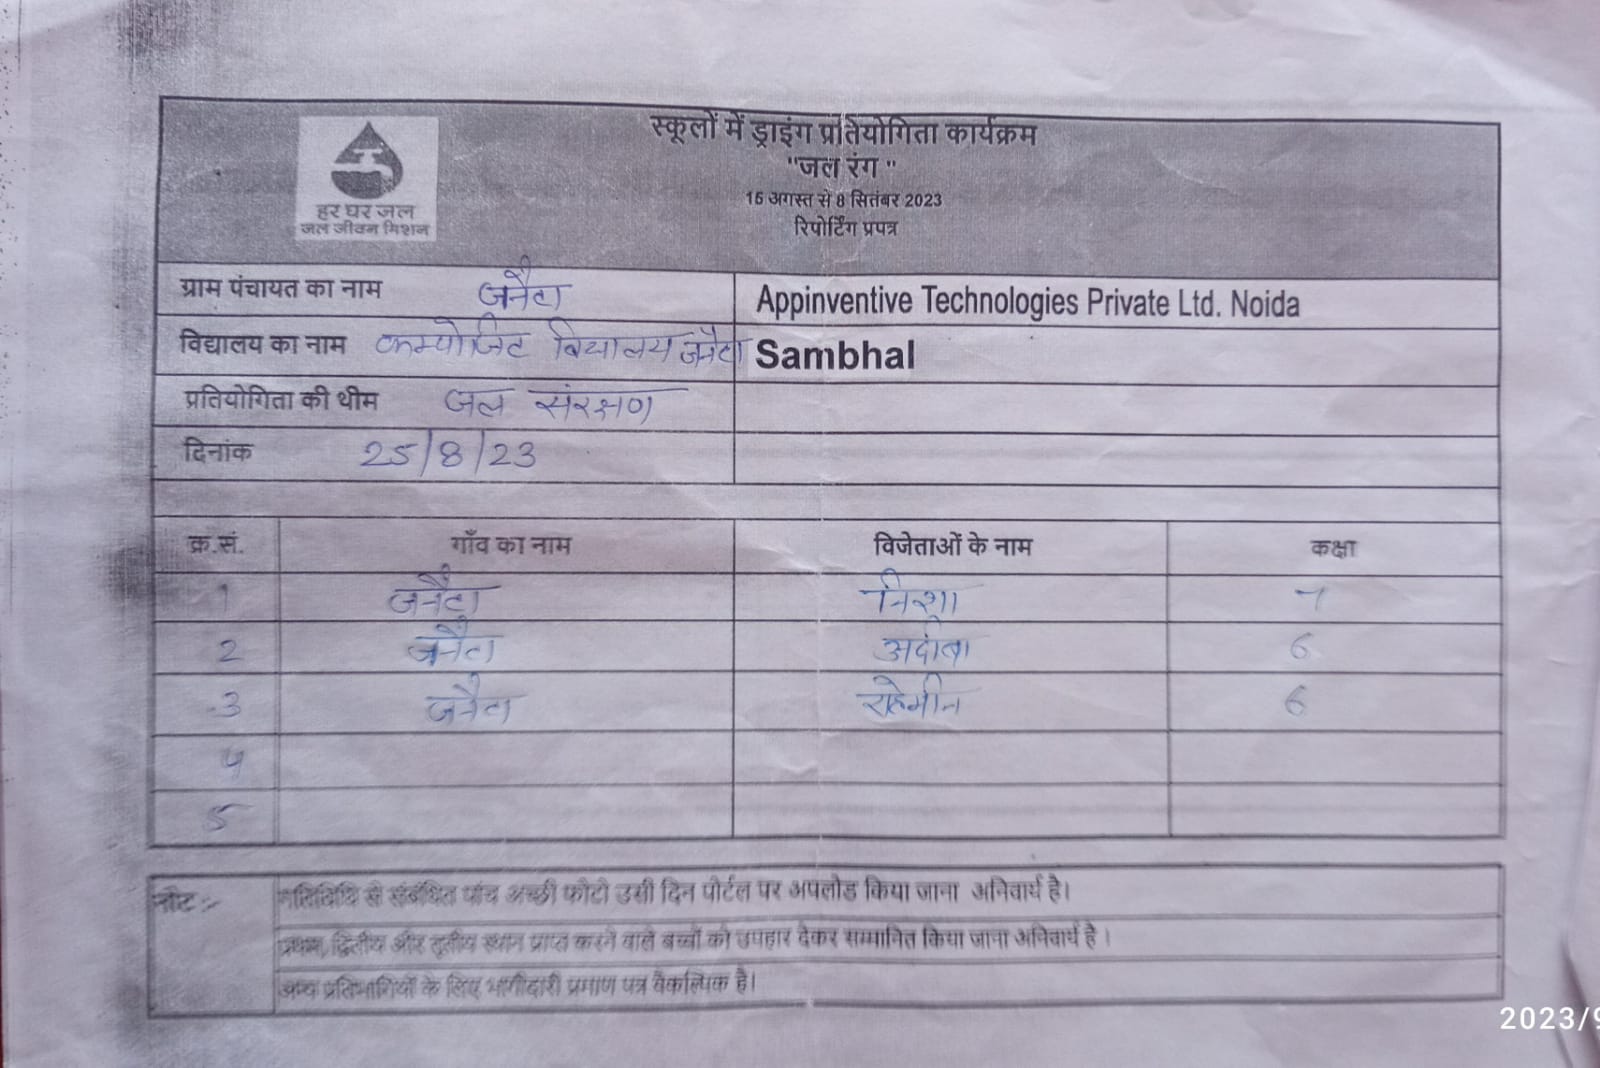 स्कूलों में ड्राइंग प्रतियोगिता कार्यक्रम
"जल रंग "
15 अगस्त से 8 सितंबर 2023
रिपोर्टिंग प्रपत्र
हर घर जल
जल जीवन मिशन
ग्राम पंचायत का नाम जनैटा Appinventive Technologies Private Ltd. Noida
विद्यालय का नाम कम्पोजिट विद्यालय जनैटा Sambhal
प्रतियोगिता की थीम जल संरक्षण
दिनांक 25/8/23
क्र.सं. गाँव का नाम विजेताओं के नाम कक्षा
1 जनैटा निशा 7
2 जनैटा अदीबा 6
3 जनैटा 6
4
5
नोट :- गतिविधि से संबंधित पांच अच्छी फोटो उसी दिन पोर्टल पर अपलोड किया जाना अनिवार्य है।
प्रथम, द्वितीय और तृतीय स्थान प्राप्त करने वाले बच्चों को उपहार देकर सम्मानित किया जाना अनिवार्य है ।
अन्य प्रतिभागियों के लिए भागीदारी प्रमाण पत्र वैकल्पिक है।